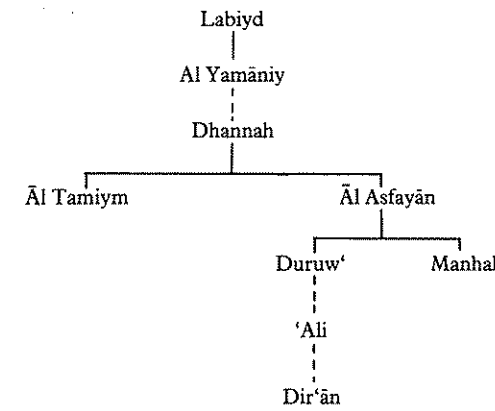 Labiyd
Al Yamāniy
Dhannah
Āl Tamiym Āl Asfayān
Duruw‘ Manhal
‘Ali
Dir‘ān